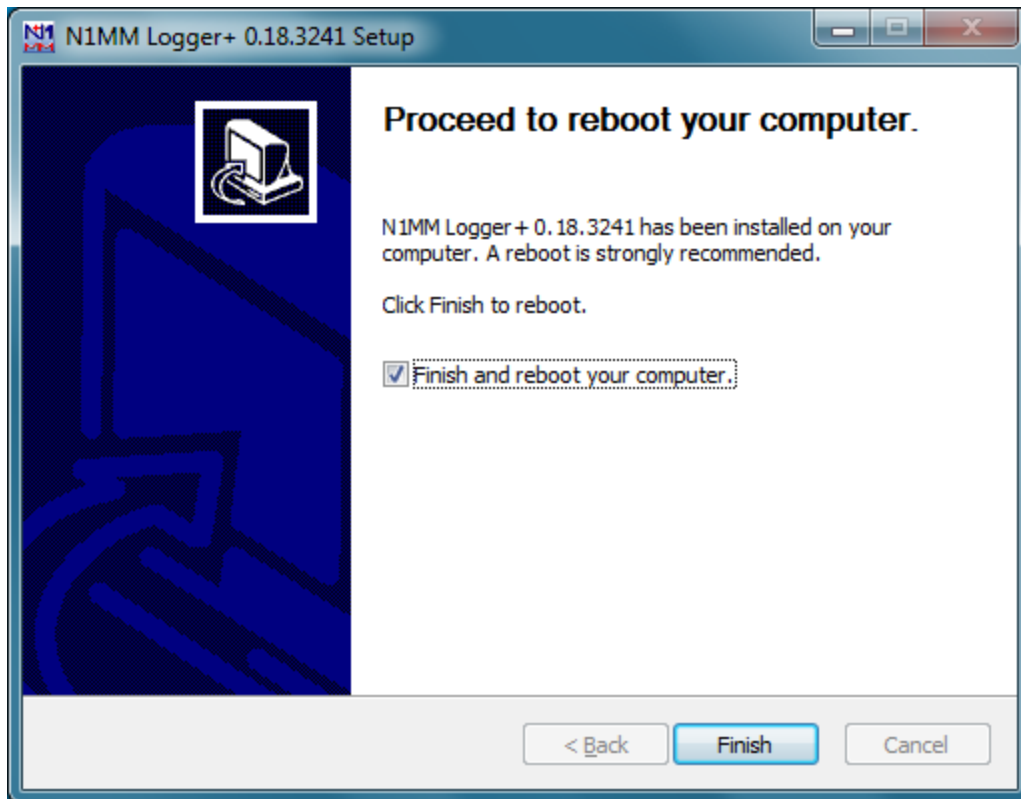 N1MM Logger+ 0.18.3241 Setup
Proceed to reboot your computer.
N1MM Logger+ 0.18.3241 has been installed on your
computer. A reboot is strongly recommended.
Click Finish to reboot.
Finish and reboot your computer.
< Back
Finish
Cancel